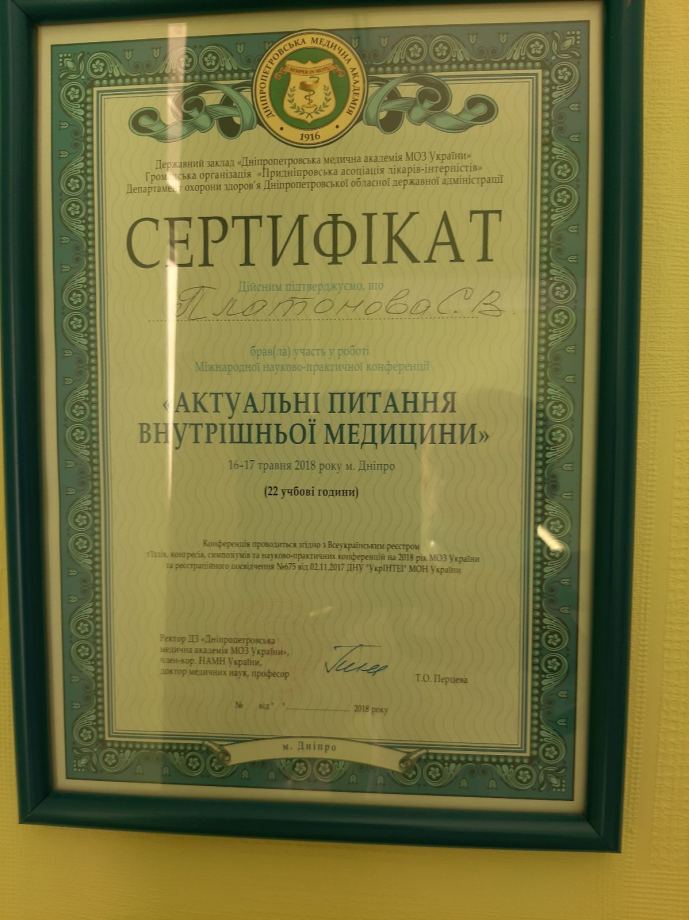 ДНІПРОПЕТРОВСЬКА МЕДИЧНА АКАДЕМІЯ
1916
Державний заклад «Дніпропетровська медична академія МОЗ України»
Громадська організація «Придніпровська асоціація лікарів-інтерністів»
Департамент охорони здоров'я Дніпропетровської обласної державної адміністрації
СЕРТИФІКАТ
Дійсним підтверджуємо, що
Платонова С.В.
брав(ла) участь у роботі
Міжнародної науково-практичної конференції
«АКТУАЛЬНІ ПИТАННЯ
ВНУТРІШНЬОЇ МЕДИЦИНИ»
16-17 травня 2018 року м. Дніпро
(22 учбові години)
Конференція проводиться згідно з Всеукраїнським реєстром
з'їздів, конгресів, симпозіумів та науково-практичних конференцій на 2018 рік МОЗ України
та реєстраційного посвідчення №675 від 02.11.2017 ДНУ "УкрІНТЕІ" МОН України
Ректор ДЗ «Дніпропетровська
медична академія МОЗ України»,
член-кор. НАМН України,
доктор медичних наук, професор
Т.О. Перцева
№ від " " 2018 року
м. Дніпро